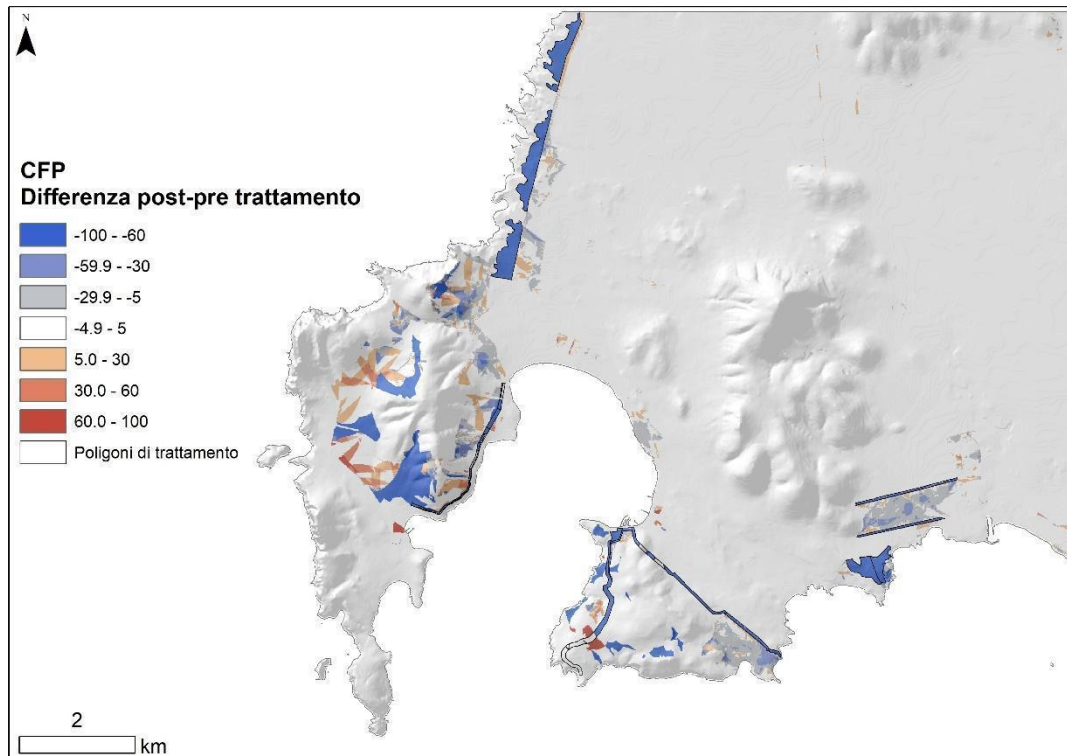 N
CFP
Differenza post-pre trattamento
-100 - -60
-59.9 - -30
-29.9 - -5
-4.9 - 5
5.0 - 30
30.0 - 60
60.0 - 100
Poligoni di trattamento
2
km